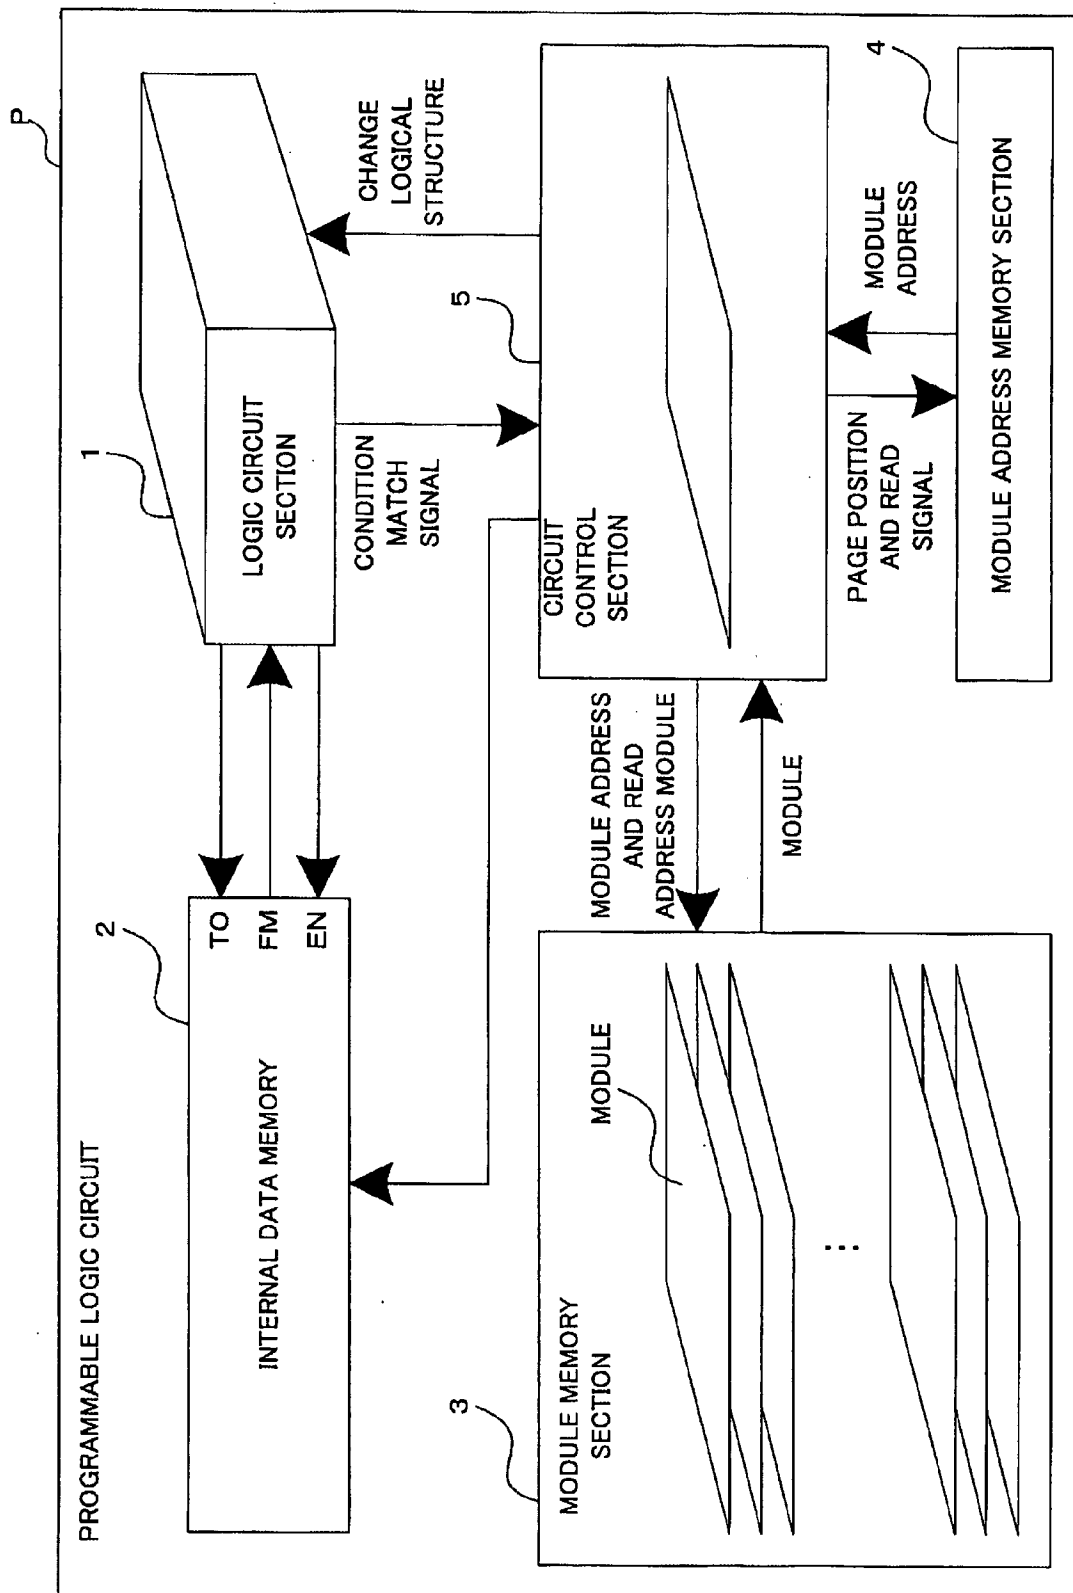 PROGRAMMABLE LOGIC CIRCUIT
P
2
INTERNAL DATA MEMORY
TO
FM
EN
1
LOGIC CIRCUIT
SECTION
CONDITION
MATCH
SIGNAL
CHANGE
LOGICAL
STRUCTURE
3
MODULE MEMORY
SECTION
MODULE
...
MODULE ADDRESS
AND READ
ADDRESS MODULE
MODULE
5
CIRCUIT
CONTROL
SECTION
PAGE POSITION
AND READ
SIGNAL
MODULE
ADDRESS
4
MODULE ADDRESS MEMORY SECTION